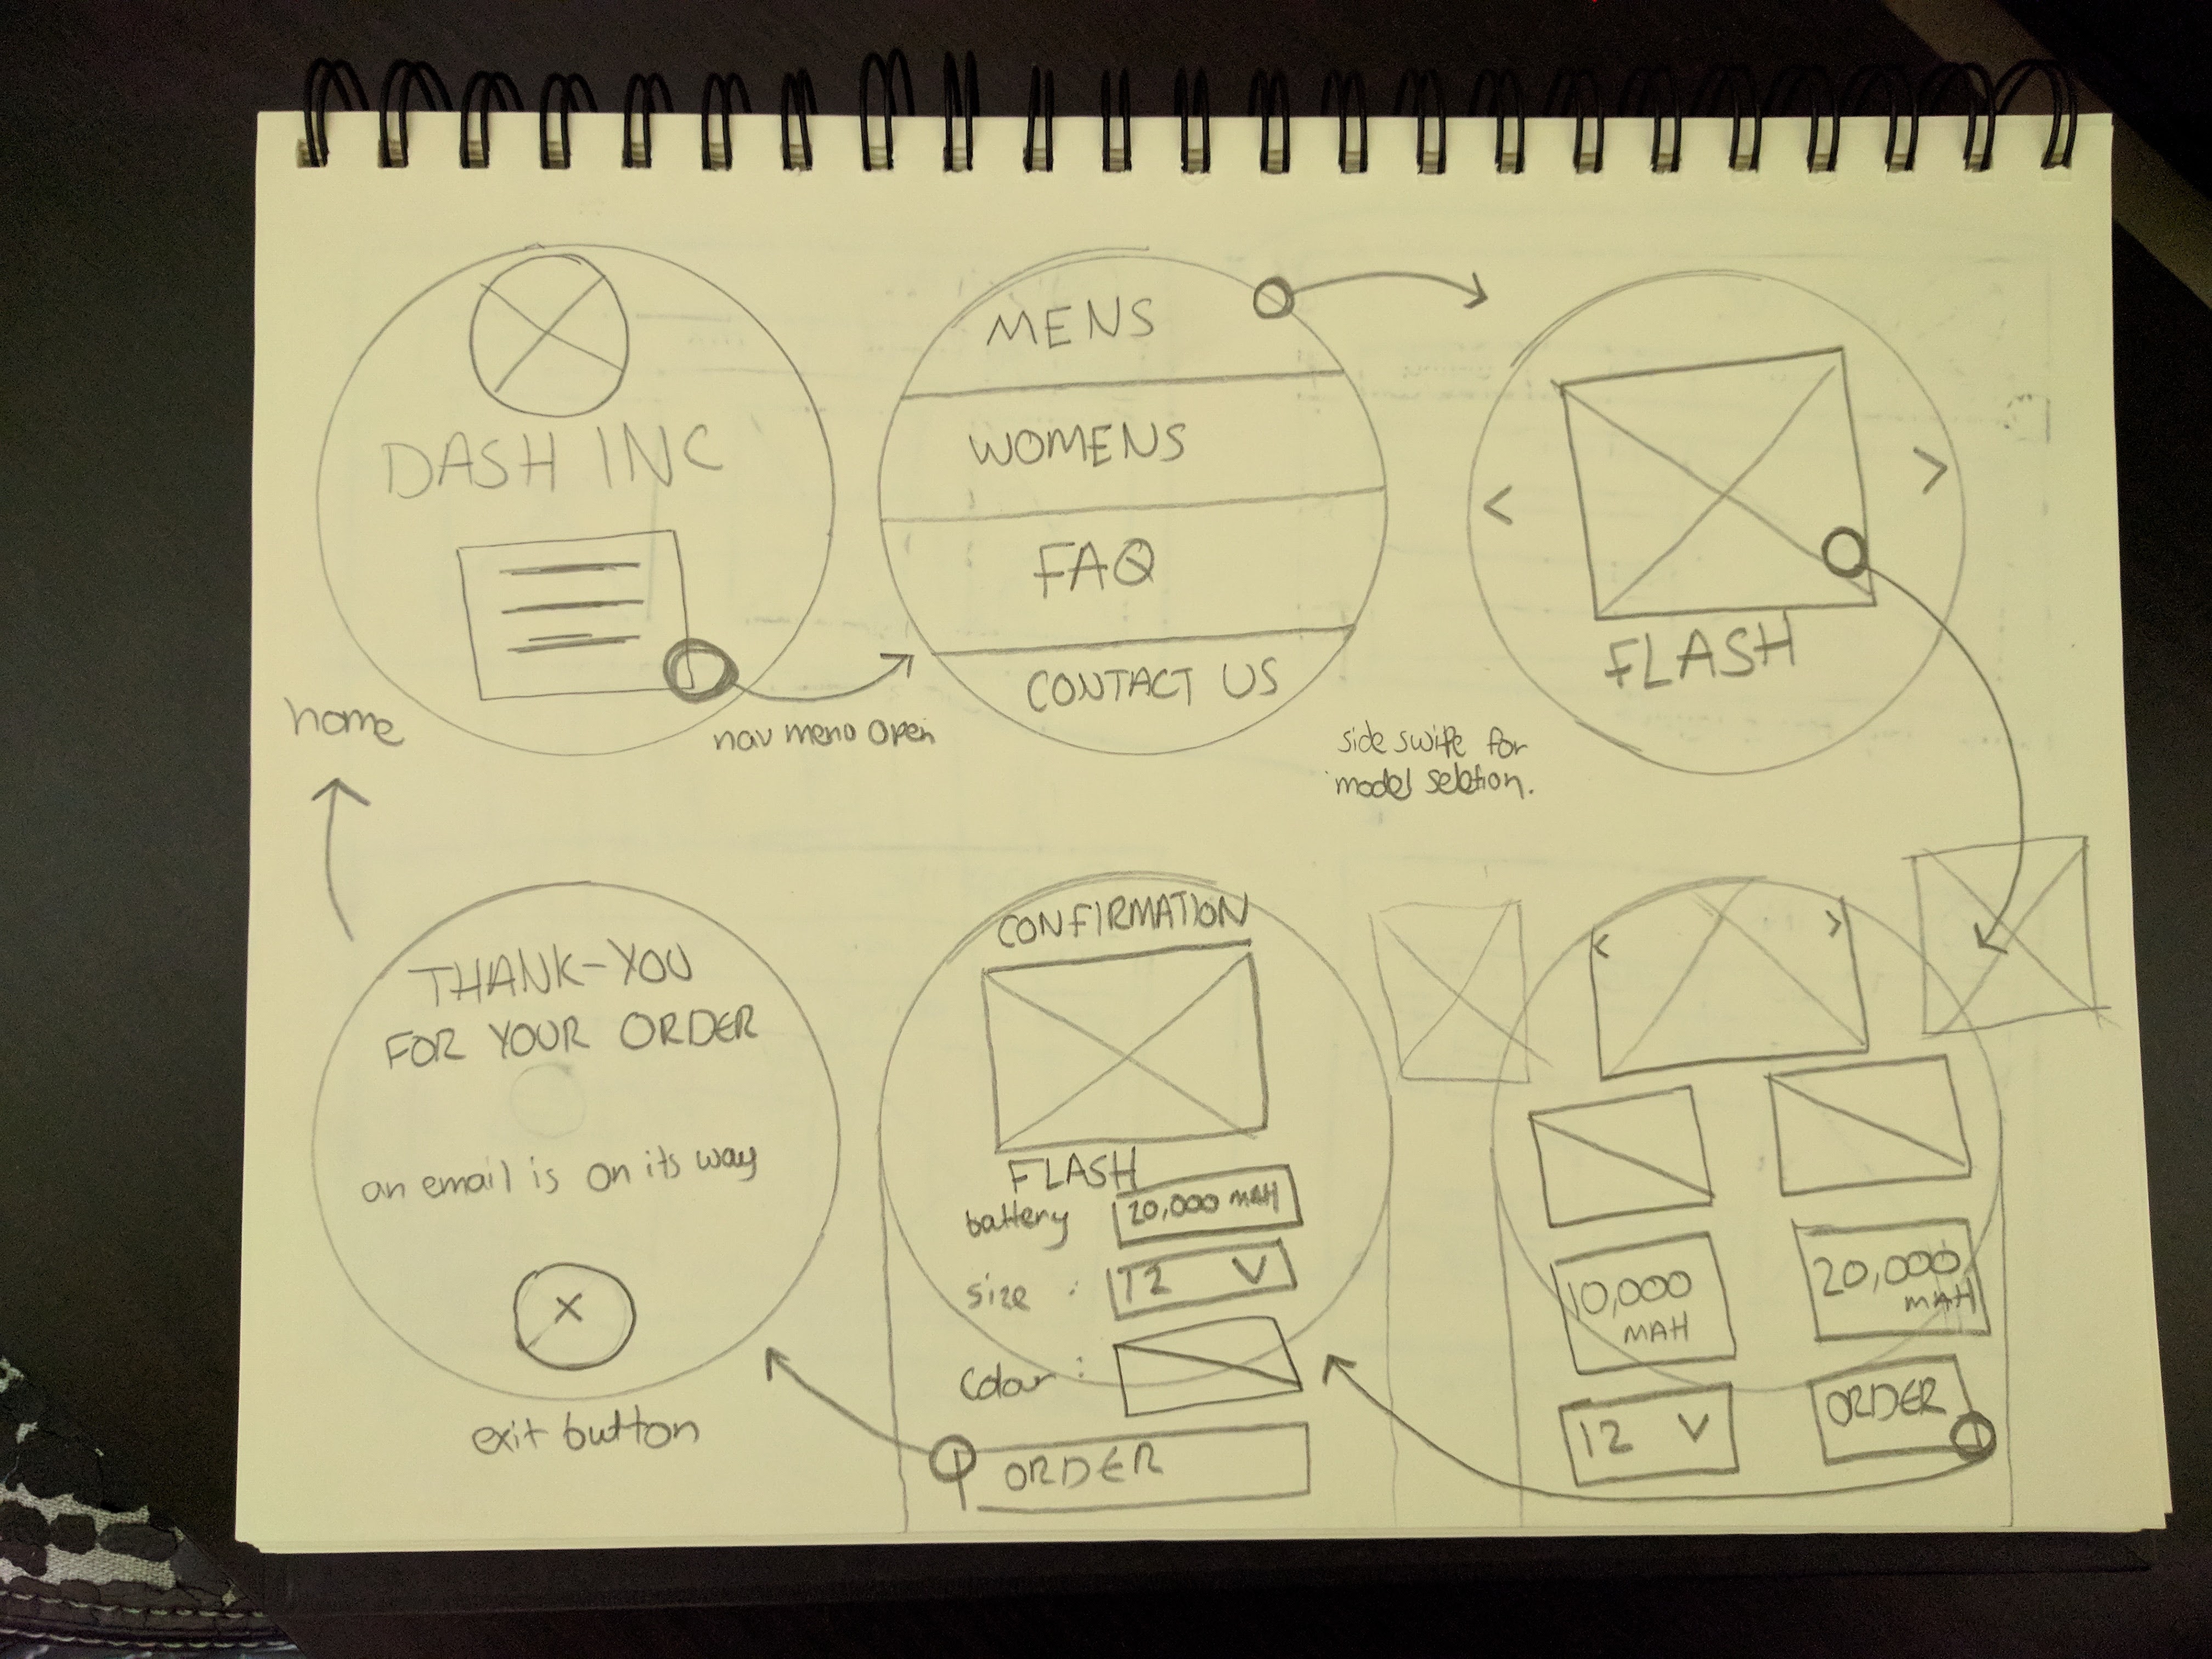 DASH INC
home
nav menu open
MENS
WOMENS
FAQ
CONTACT US
<
>
FLASH
side swipe for
model seletion.
THANK-YOU
FOR YOUR ORDER
an email is on its way
X
exit button
CONFIRMATION
FLASH
battery 20,000 MAH
size : 12 V
Colour :
ORDER
< >
10,000
MAH
20,000
MAH
12 V
ORDER